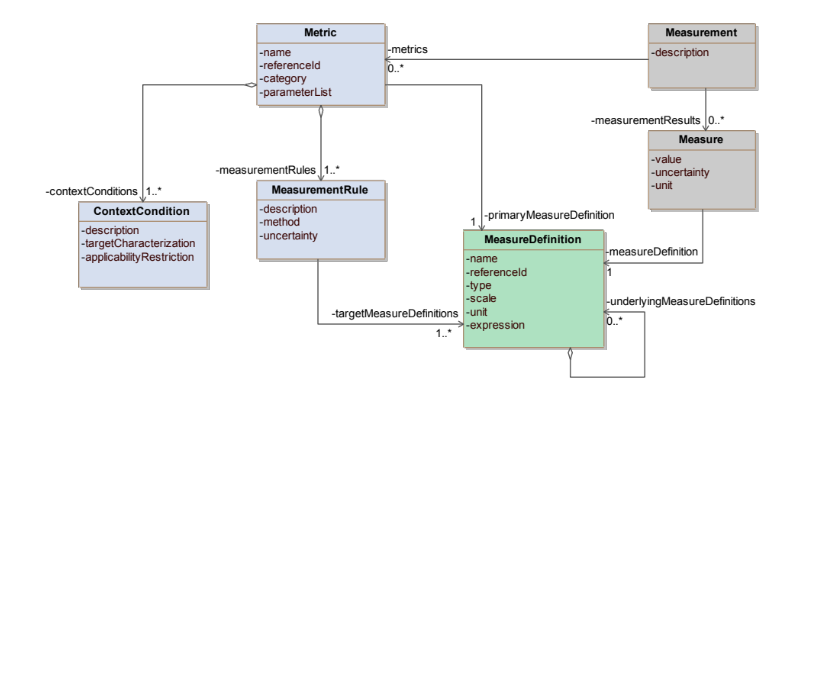 Metric
-name
-referenceId
-category
-parameterList
-metrics
0..*
Measurement
-description
-measurementResults
0..*
Measure
-value
-uncertainty
-unit
-contextConditions
1..*
ContextCondition
-description
-targetCharacterization
-applicabilityRestriction
-measurementRules
1..*
MeasurementRule
-description
-method
-uncertainty
-primaryMeasureDefinition
1
MeasureDefinition
-name
-referenceId
-type
-scale
-unit
-expression
-measureDefinition
1
-underlyingMeasureDefinitions
0..*
-targetMeasureDefinitions
1..*